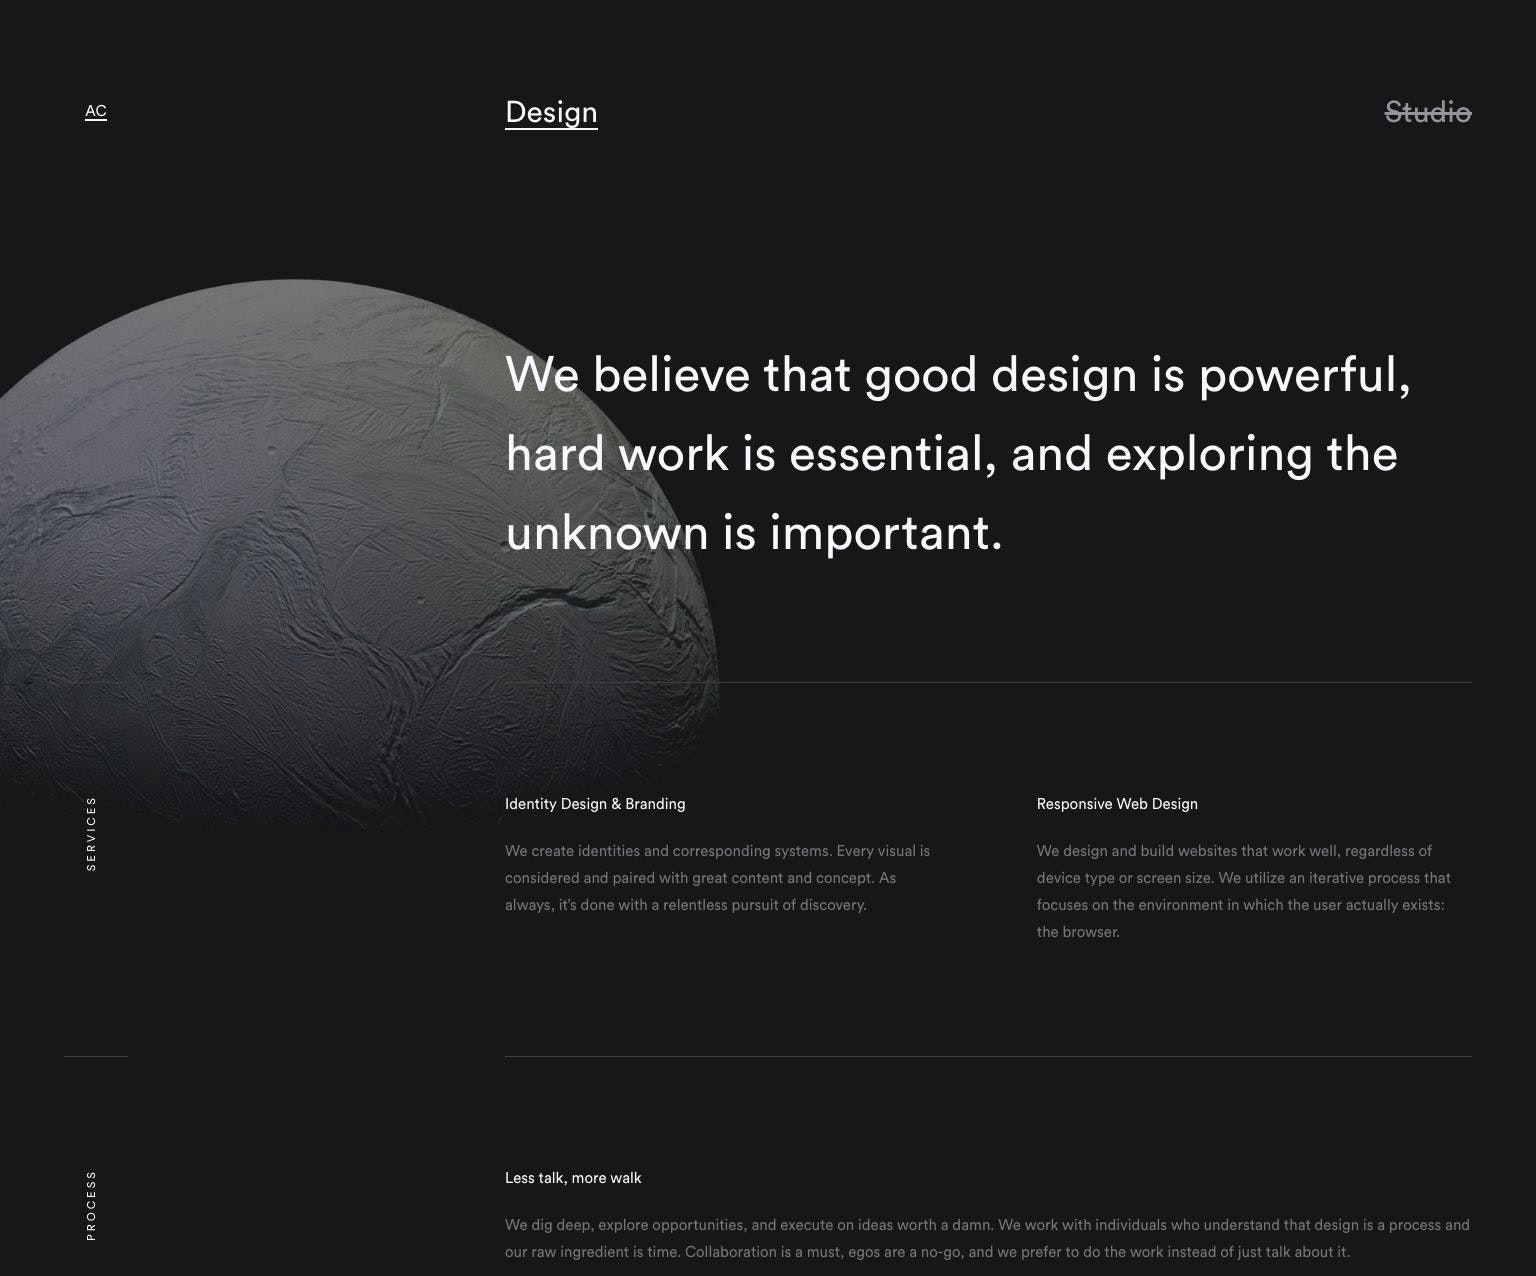 AC
Design
Studio
We believe that good design is powerful,
hard work is essential, and exploring the
unknown is important.
SERVICES
Identity Design & Branding
We create identities and corresponding systems. Every visual is
considered and paired with great content and concept. As
always, it’s done with a relentless pursuit of discovery.
Responsive Web Design
We design and build websites that work well, regardless of
device type or screen size. We utilize an iterative process that
focuses on the environment in which the user actually exists:
the browser.
PROCESS
Less talk, more walk
We dig deep, explore opportunities, and execute on ideas worth a damn. We work with individuals who understand that design is a process and
our raw ingredient is time. Collaboration is a must, egos are a no-go, and we prefer to do the work instead of just talk about it.